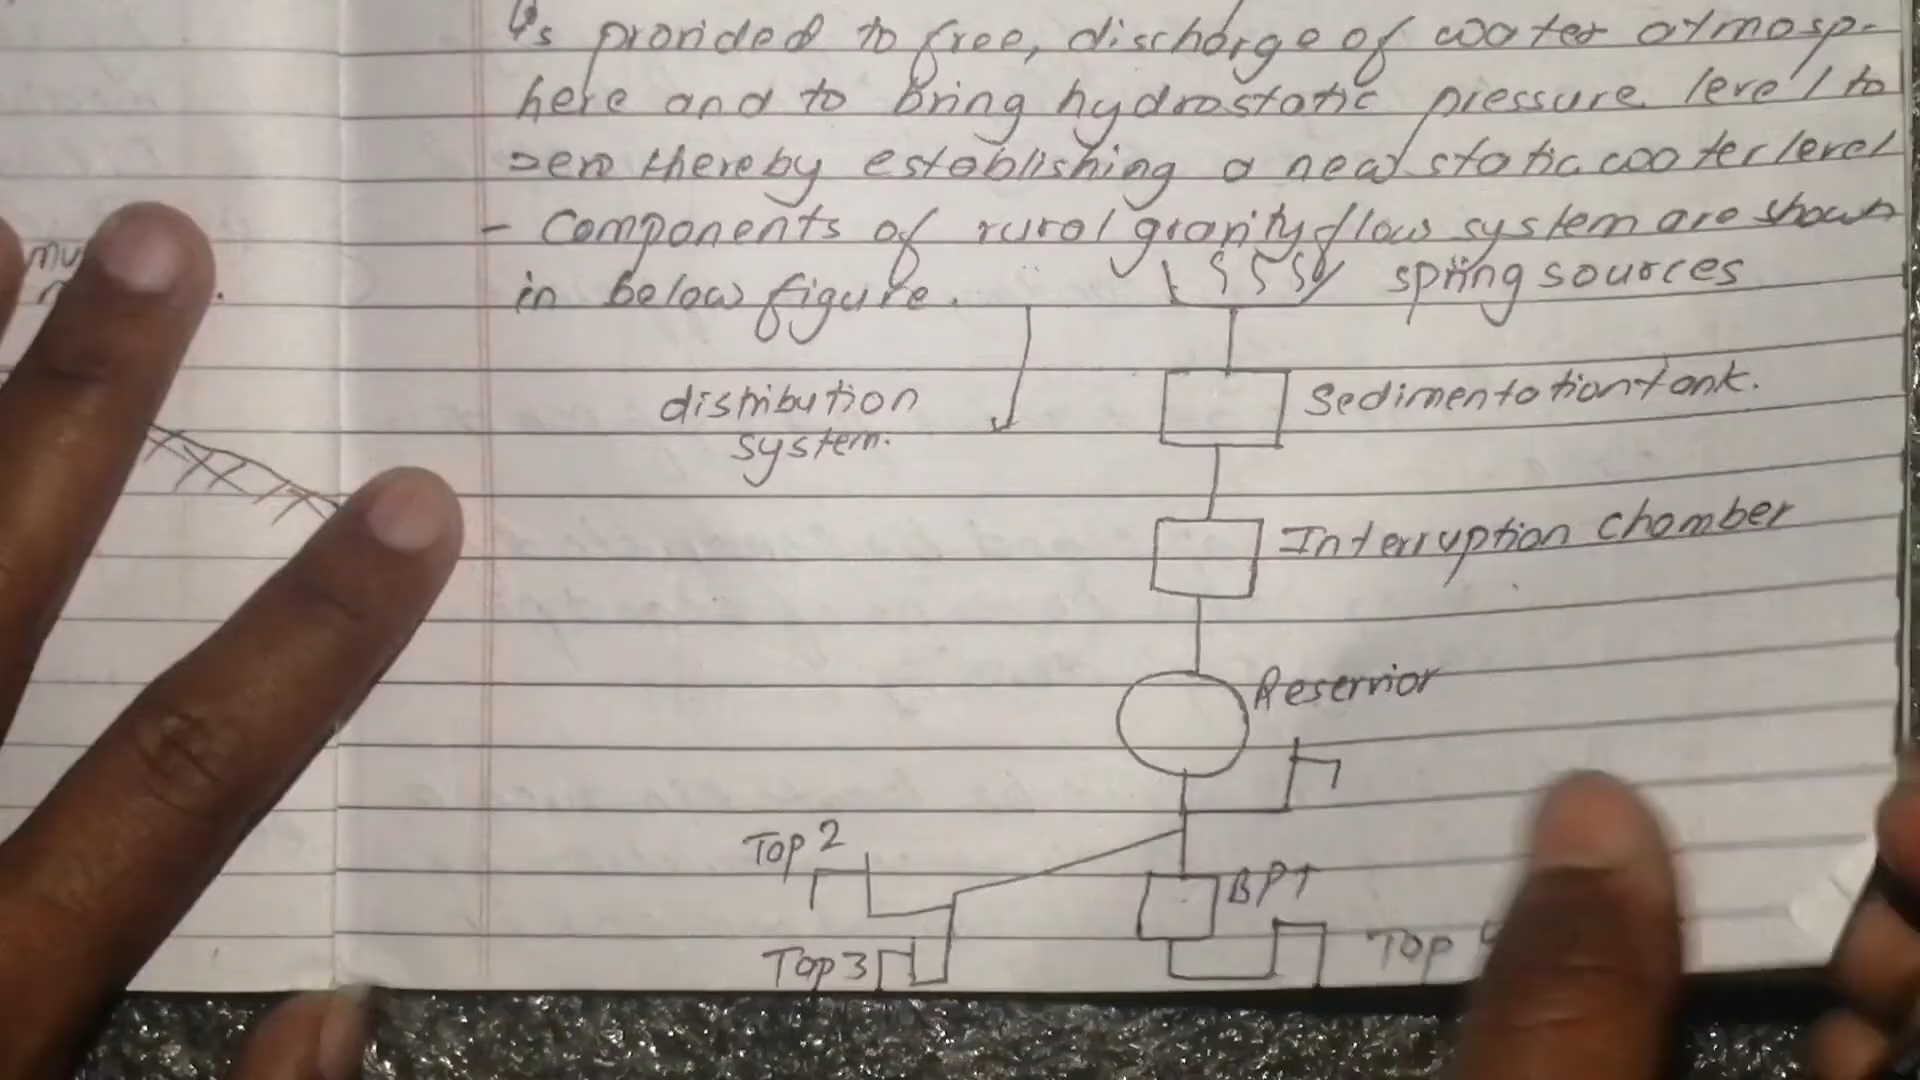 is provided to free, discharge of water atmosp-
here and to bring hydrostatic pressure level to
zero thereby establishing a new static water level
- Components of rural gravity flow system are shown
in below figure.
spring sources
distribution
system.
Sedimentation tank.
Interruption chamber
Reservior
Tap 2
BPT
Tap 3
Tap